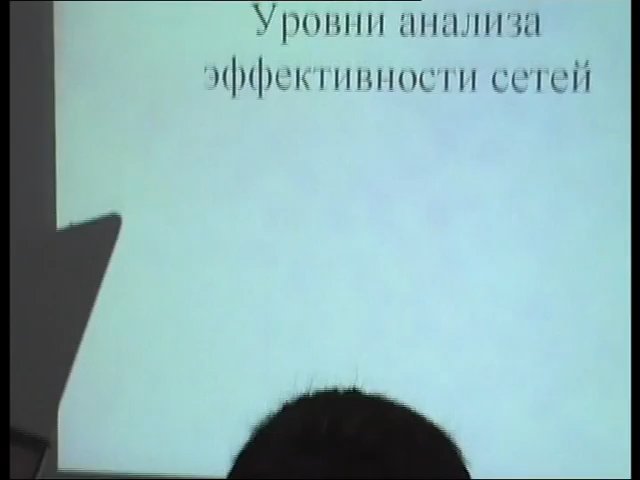 Уровни анализа
эффективности сетей